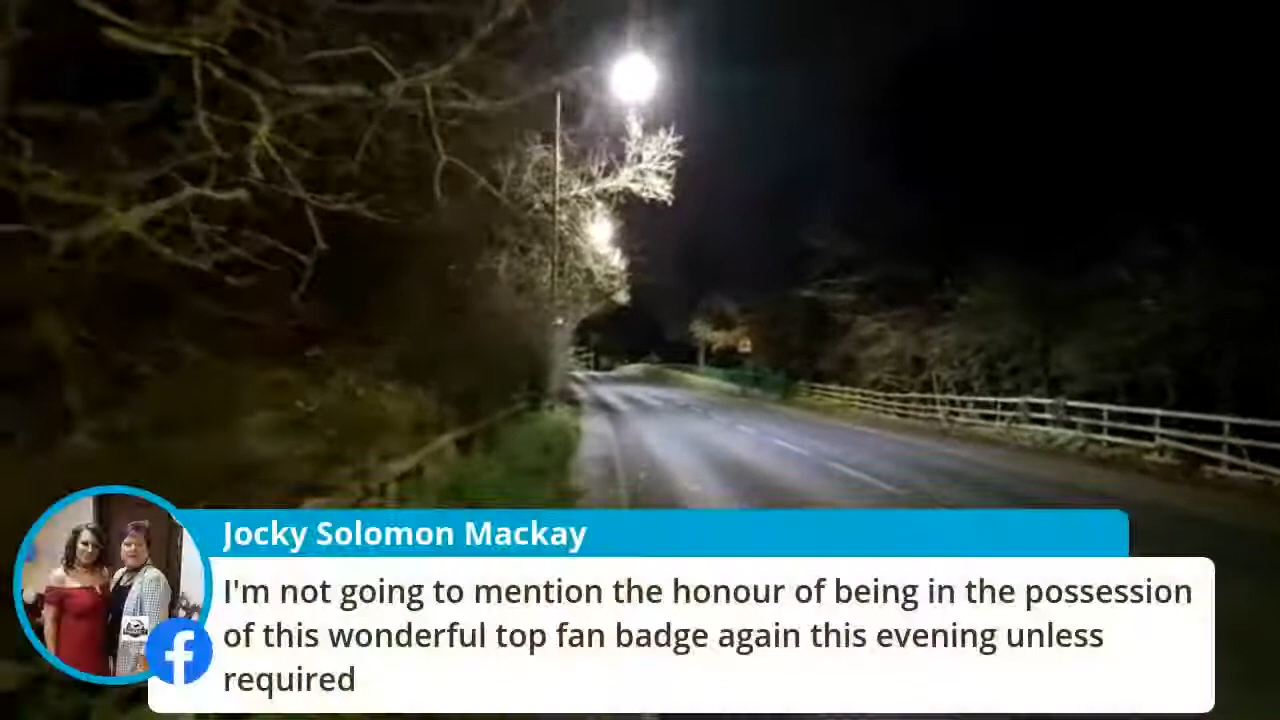 Jocky Solomon Mackay
I'm not going to mention the honour of being in the possession
of this wonderful top fan badge again this evening unless
required